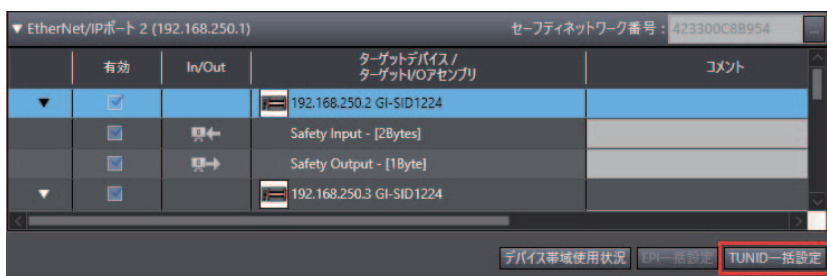 ▼ EtherNet/IPポート 2 (192.168.250.1) セーフティネットワーク番号: 423300C8B954 ...
有効 In/Out ターゲットデバイス / コメント
ターゲットI/Oアセンブリ
▼ 192.168.250.2 GI-SID1224
Safety Input - [2Bytes]
Safety Output - [1Byte]
▼ 192.168.250.3 GI-SID1224
デバイス帯域使用状況 EPI一括設定 TUNID一括設定